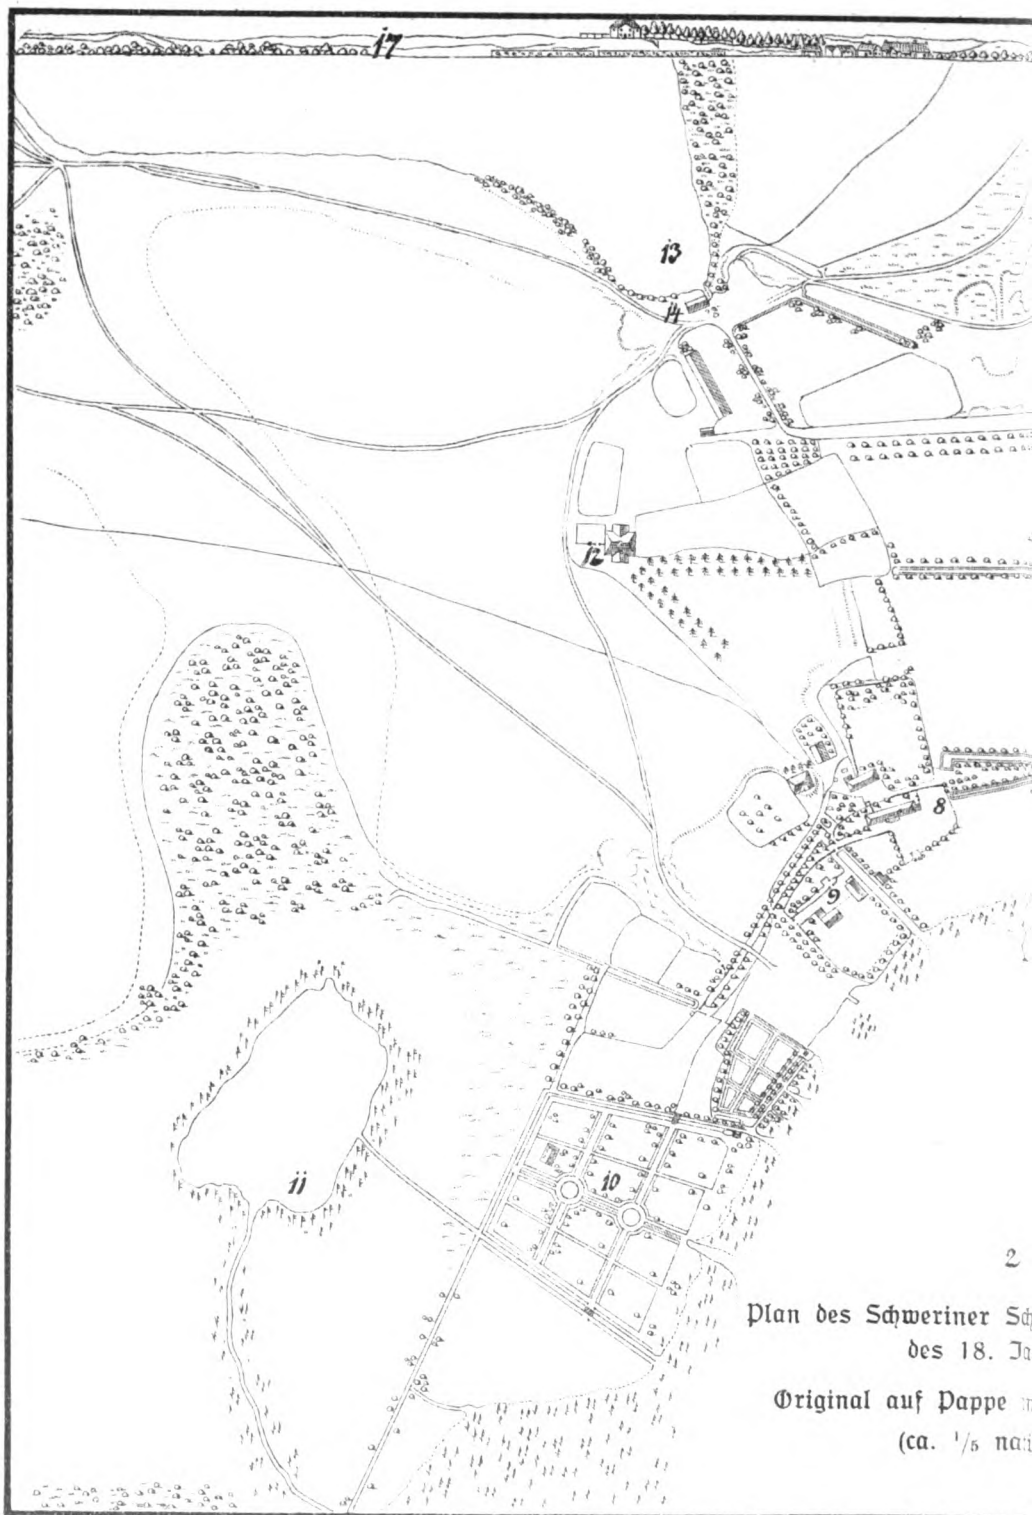 17
13
14
12
8
9
11
10
2
Plan des Schweriner Sch
des 18. Ja
Original auf Pappe
(ca. 1/5 na